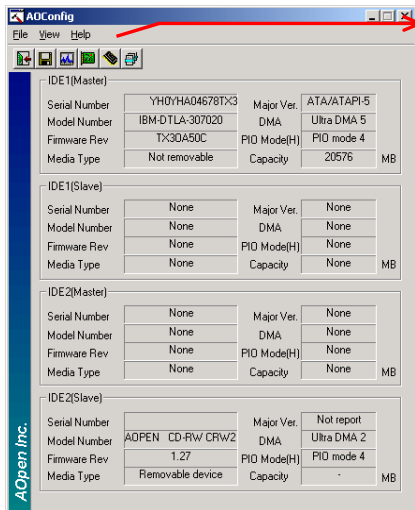 AOConfig
File View Help
IDE1(Master)
Serial Number YH0YHA04678TX3 Major Ver. ATA/ATAPI-5
Model Number IBM-DTLA-307020 DMA Ultra DMA 5
Firmware Rev TX3OA50C PIO Mode(H) PIO mode 4
Media Type Not removable Capacity 20576 MB
IDE1(Slave)
Serial Number None Major Ver. None
Model Number None DMA None
Firmware Rev None PIO Mode(H) None
Media Type None Capacity None MB
IDE2(Master)
Serial Number None Major Ver. None
Model Number None DMA None
Firmware Rev None PIO Mode(H) None
Media Type None Capacity None MB
IDE2(Slave)
Serial Number Major Ver. Not report
Model Number AOPEN CD-RW CRW2 DMA Ultra DMA 2
Firmware Rev 1.27 PIO Mode(H) PIO mode 4
Media Type Removable device Capacity - MB
AOpen Inc.